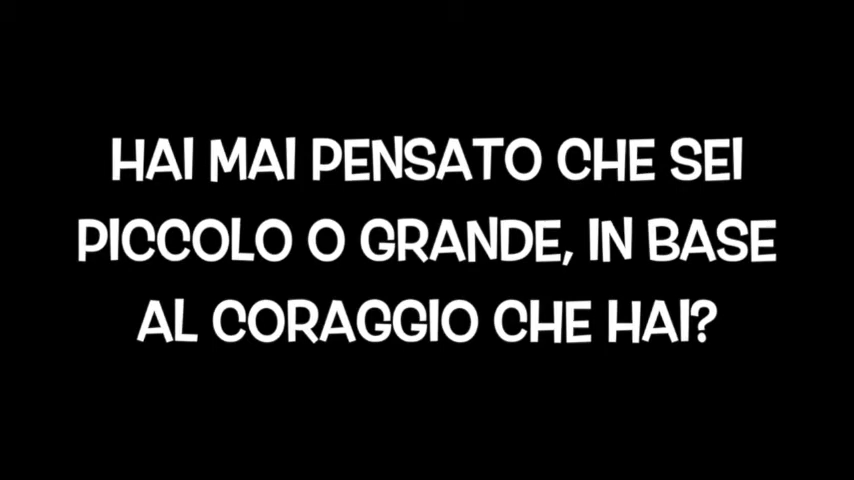 HAI MAI PENSATO CHE SEI
PICCOLO O GRANDE, IN BASE
AL CORAGGIO CHE HAI?